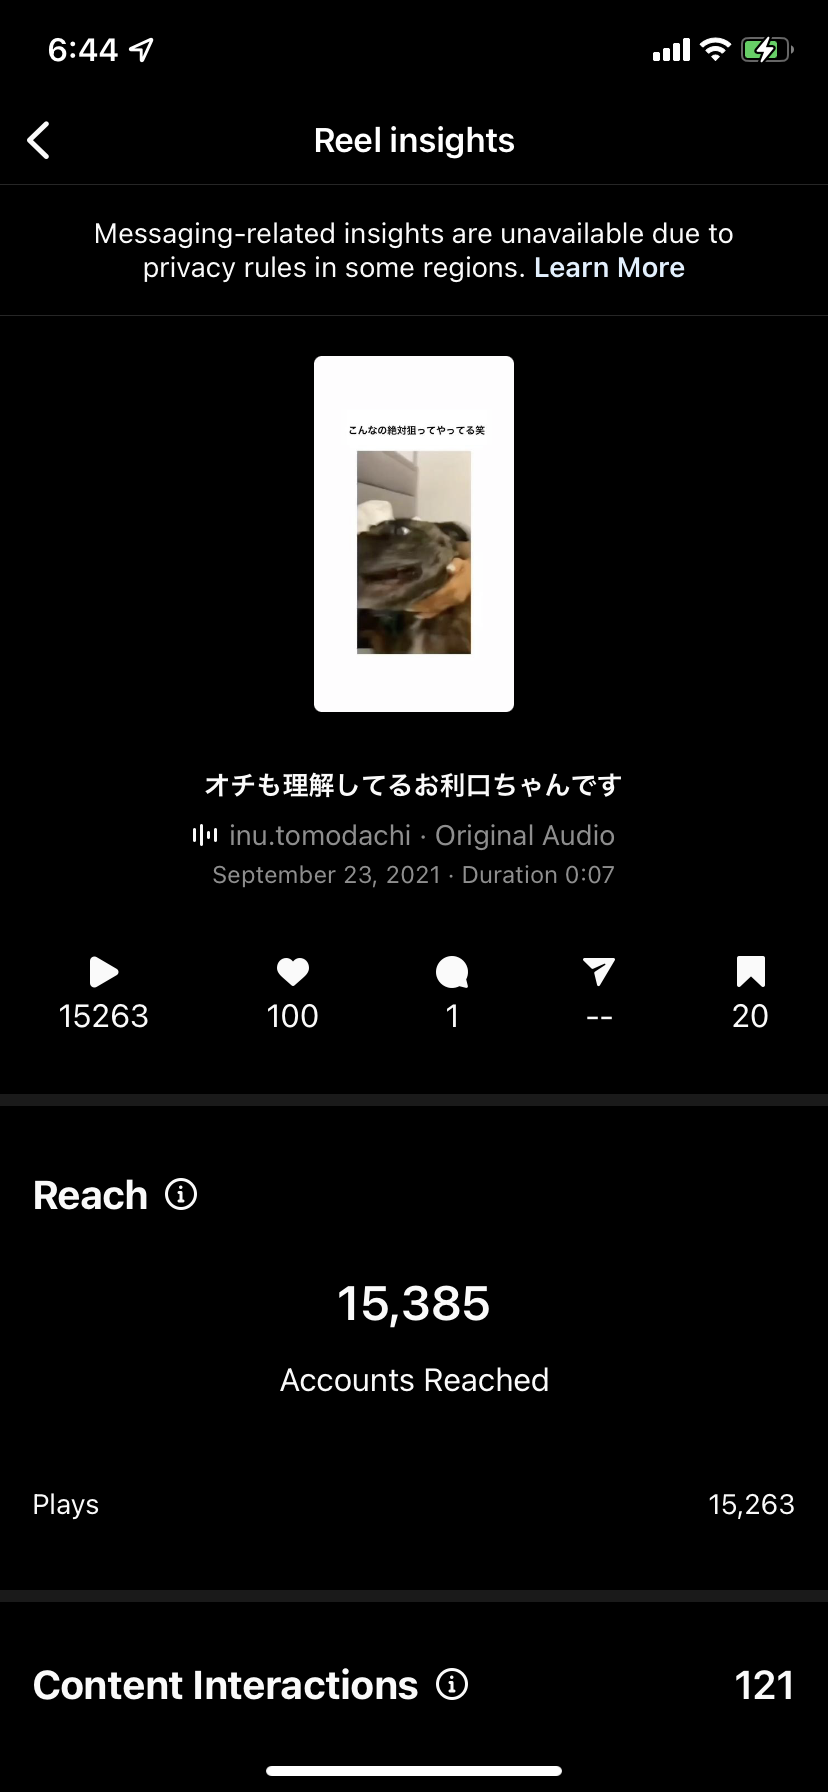 6:44
Reel insights
Messaging-related insights are unavailable due to
privacy rules in some regions. Learn More
こんなの絶対狙ってやってる笑
オチも理解してるお利口ちゃんです
inu.tomodachi · Original Audio
September 23, 2021 · Duration 0:07
15263 100 1 -- 20
Reach
15,385
Accounts Reached
Plays 15,263
Content Interactions 121